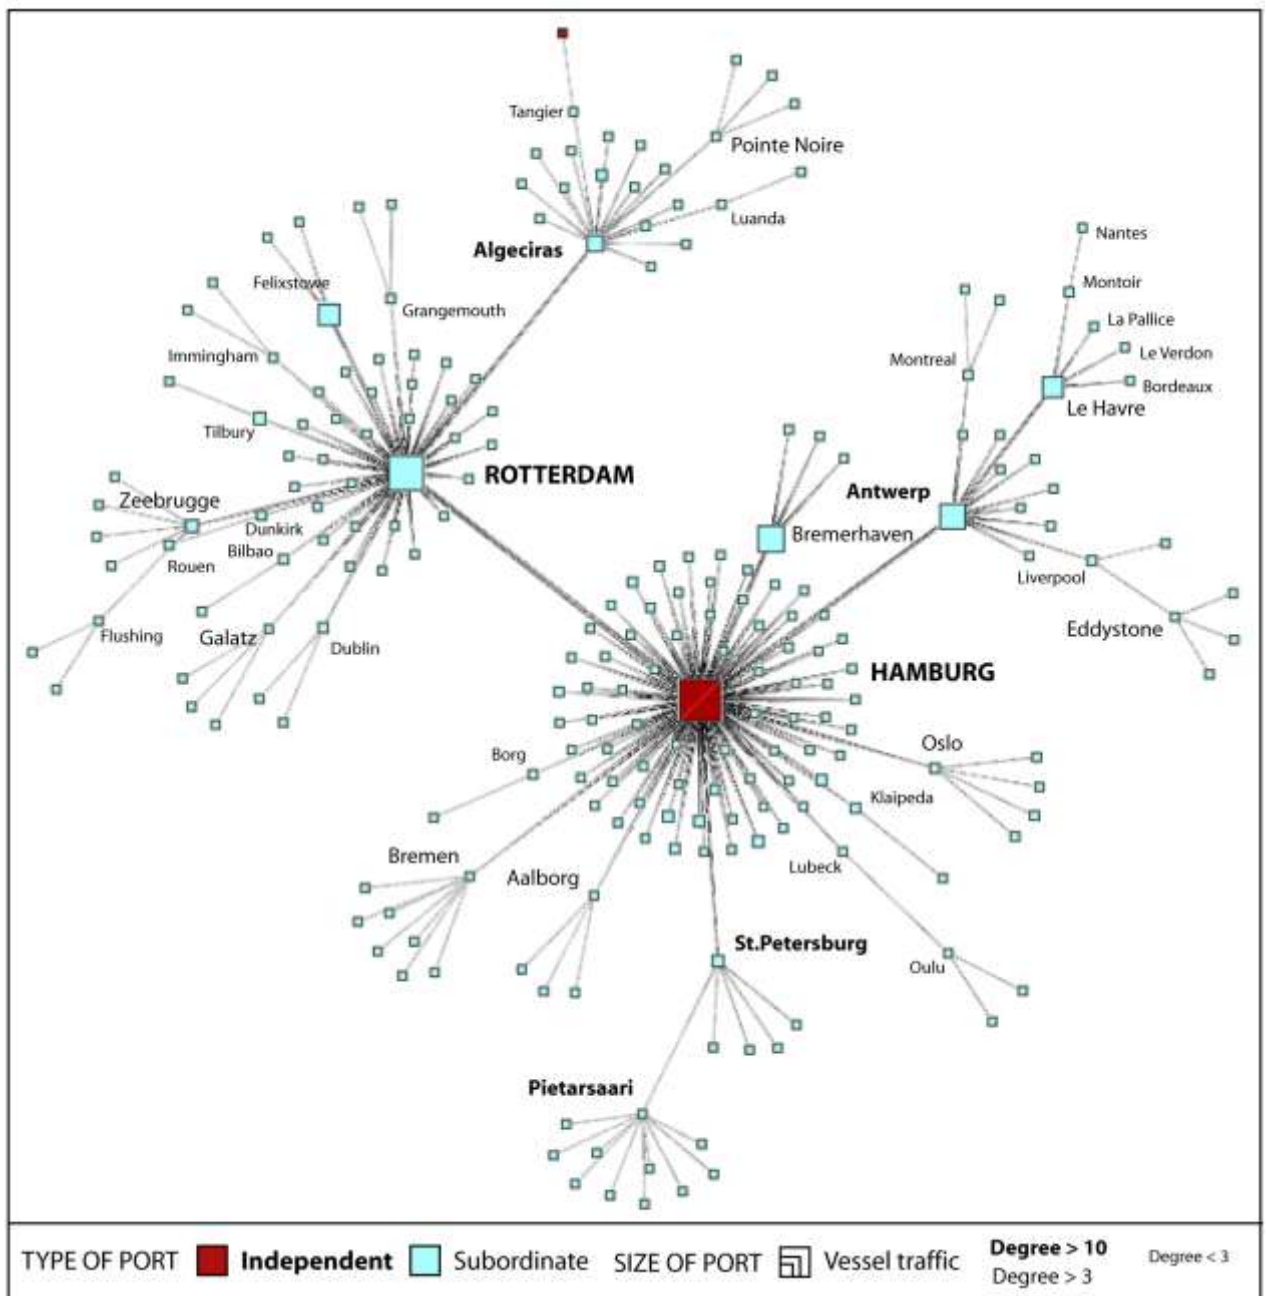 Tangier
Pointe Noire
Luanda
Algeciras
Nantes
Felixstowe
Montoir
Grangemouth
La Pallice
Immingham
Montreal
Le Verdon
Bordeaux
Le Havre
Tilbury
ROTTERDAM
Antwerp
Zeebrugge
Bremerhaven
Dunkirk
Bilbao
Rouen
Liverpool
Flushing
Galatz
Dublin
Eddystone
HAMBURG
Oslo
Borg
Klaipeda
Bremen
Lubeck
Aalborg
St.Petersburg
Oulu
Pietarsaari
TYPE OF PORT Independent Subordinate SIZE OF PORT Vessel traffic Degree > 10 Degree < 3
Degree > 3